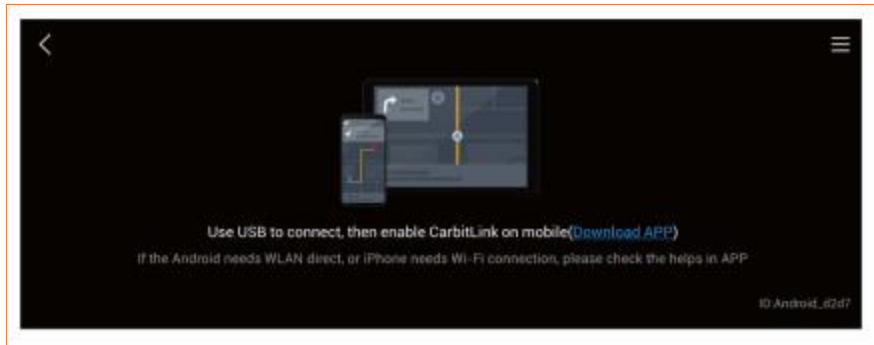 Use USB to connect, then enable CarbitLink on mobile(Download APP)
If the Android needs WLAN direct, or iPhone needs Wi-Fi connection, please check the helps in APP
ID:Android_d2d7